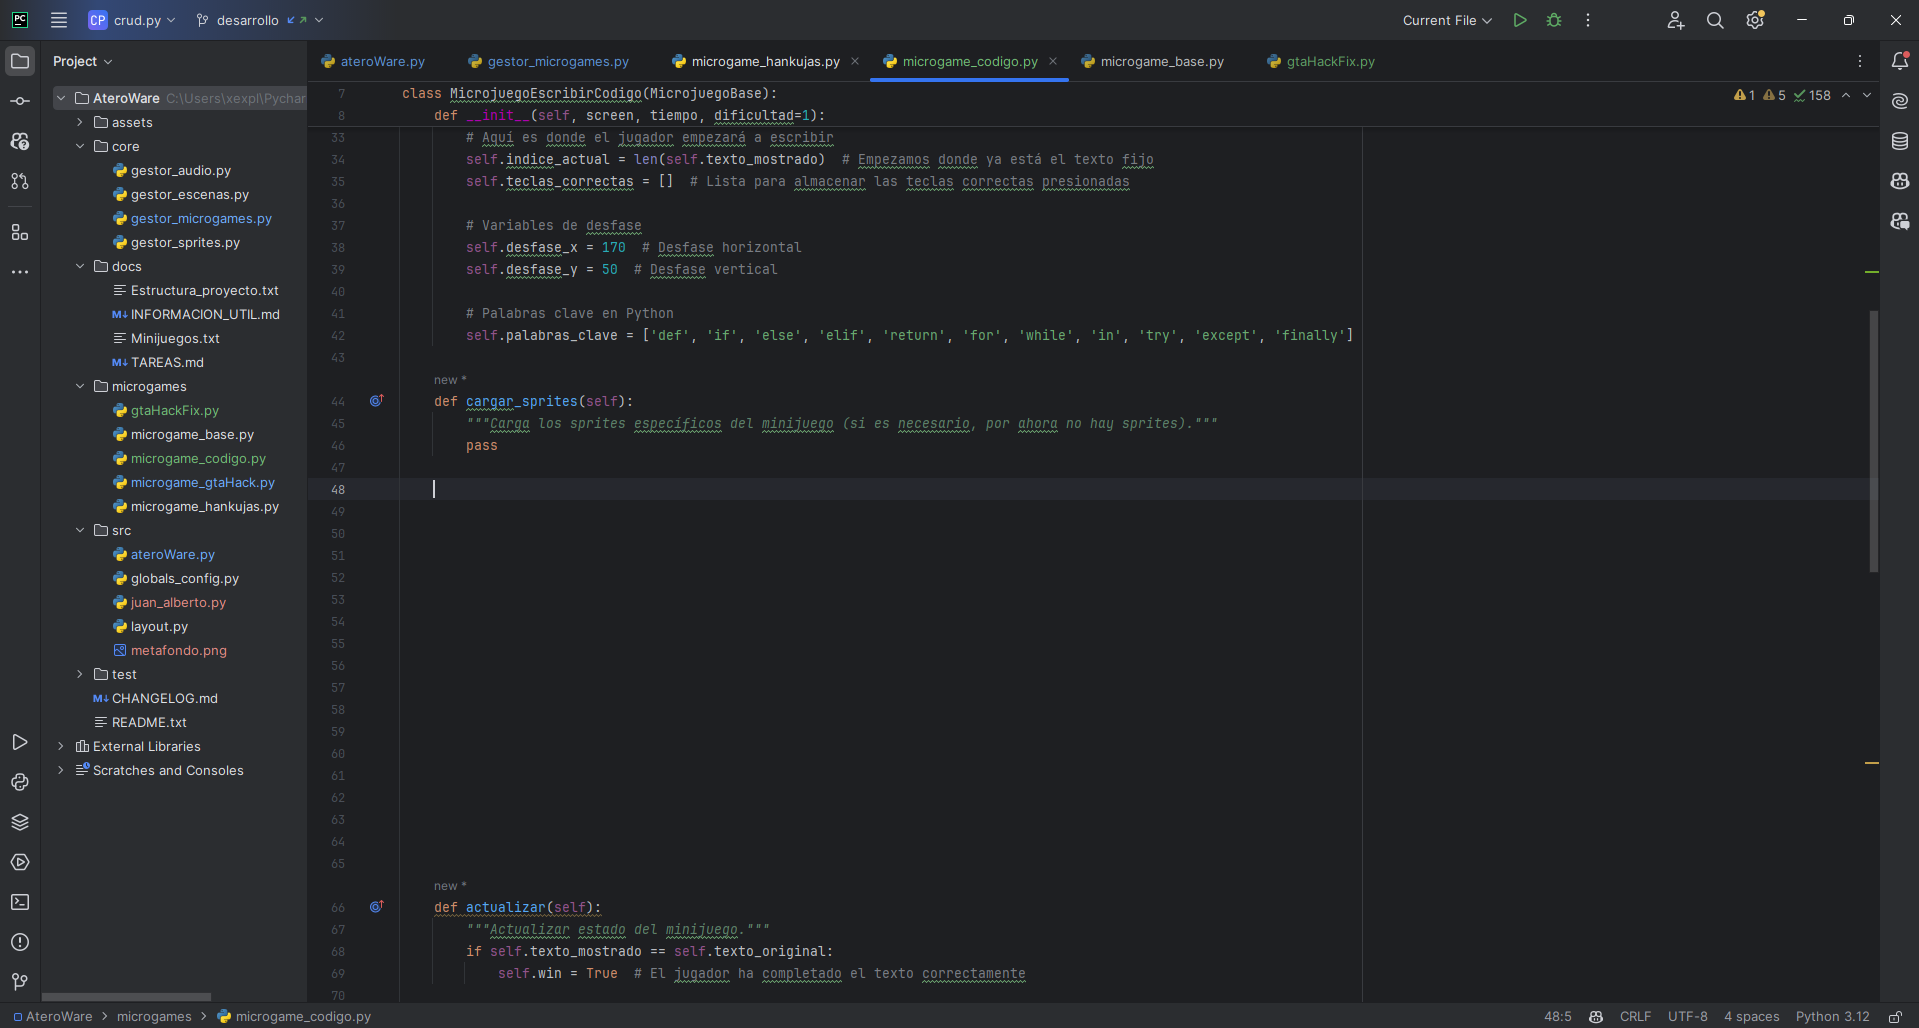 PC CP crud.py desarrollo Current File
Project
ateroWare.py gestor_microgames.py microgame_hankujas.py microgame_codigo.py microgame_base.py gtaHackFix.py
AteroWare C:\Users\xexpl\Pychar
assets
core
gestor_audio.py
gestor_escenas.py
gestor_microgames.py
gestor_sprites.py
docs
Estructura_proyecto.txt
M↓ INFORMACION_UTIL.md
Minijuegos.txt
M↓ TAREAS.md
microgames
gtaHackFix.py
microgame_base.py
microgame_codigo.py
microgame_gtaHack.py
microgame_hankujas.py
src
ateroWare.py
globals_config.py
juan_alberto.py
layout.py
metafondo.png
test
M↓ CHANGELOG.md
README.txt
External Libraries
Scratches and Consoles
1 5 158
7 class MicrojuegoEscribirCodigo(MicrojuegoBase):
8 def __init__(self, screen, tiempo, dificultad=1):
33 # Aquí es donde el jugador empezará a escribir
34 self.indice_actual = len(self.texto_mostrado) # Empezamos donde ya está el texto fijo
35 self.teclas_correctas = [] # Lista para almacenar las teclas correctas presionadas
36
37 # Variables de desfase
38 self.desfase_x = 170 # Desfase horizontal
39 self.desfase_y = 50 # Desfase vertical
40
41 # Palabras clave en Python
42 self.palabras_clave = ['def', 'if', 'else', 'elif', 'return', 'for', 'while', 'in', 'try', 'except', 'finally']
43
new *
44 def cargar_sprites(self):
45 """Carga los sprites específicos del minijuego (si es necesario, por ahora no hay sprites)."""
46 pass
47
48
49
50
51
52
53
54
55
56
57
58
59
60
61
62
63
64
65
new *
66 def actualizar(self):
67 """Actualizar estado del minijuego."""
68 if self.texto_mostrado == self.texto_original:
69 self.win = True # El jugador ha completado el texto correctamente
70
AteroWare > microgames > microgame_codigo.py 48:5 CRLF UTF-8 4 spaces Python 3.12